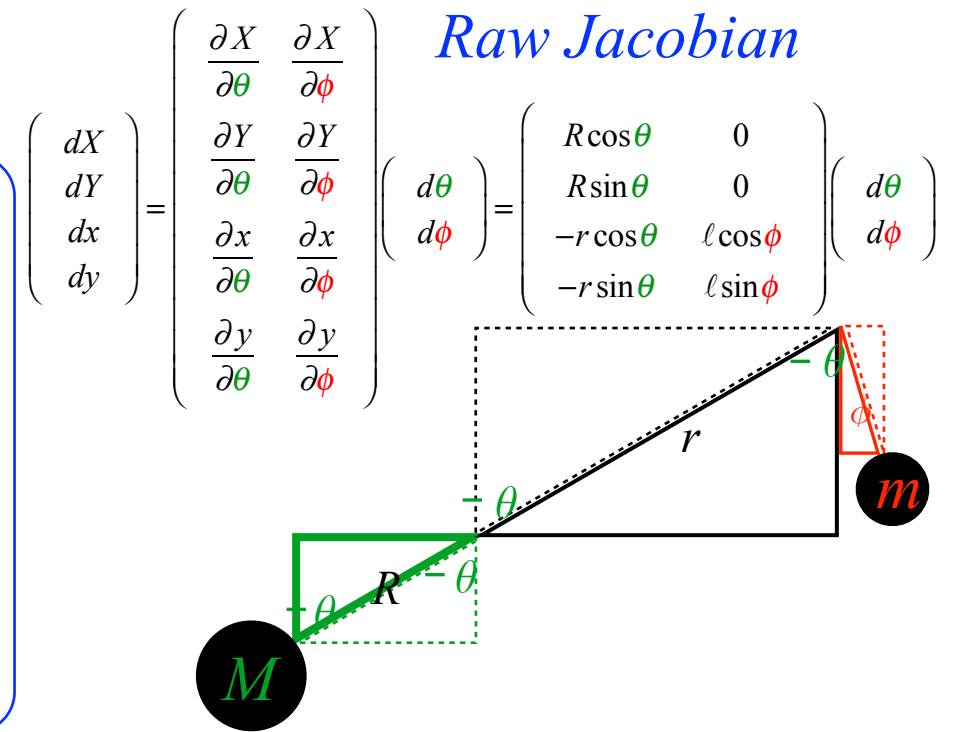 Raw Jacobian
( dX dY dx dy ) = ( ∂X/∂θ ∂X/∂ϕ ∂Y/∂θ ∂Y/∂ϕ ∂x/∂θ ∂x/∂ϕ ∂y/∂θ ∂y/∂ϕ ) ( dθ dϕ ) = ( Rcosθ 0 Rsinθ 0 −rcosθ ℓcosϕ −rsinθ ℓsinϕ ) ( dθ dϕ )
− θ
ϕ
r
m
− θ
− θ
R
− θ
M